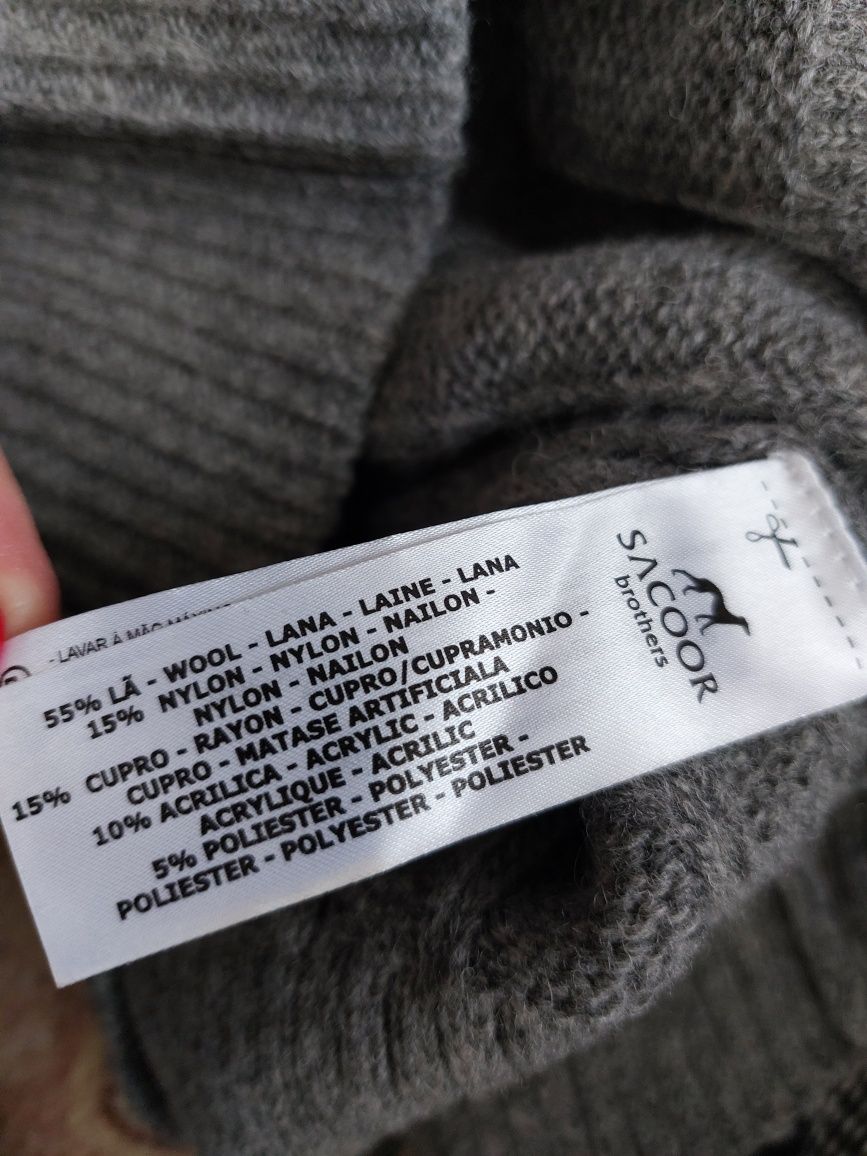 SACOOR
brothers
- LAVAR À MÃO
55% LÃ - WOOL - LANA - LAINE - LANA
15% NYLON - NYLON - NAILON -
NYLON - NAILON
15% CUPRO - RAYON - CUPRO/CUPRAMONIO -
CUPRO - MATASE ARTIFICIALA
10% ACRILICA - ACRYLIC - ACRILICO
ACRYLIQUE - ACRILIC
5% POLIESTER - POLYESTER -
POLIESTER - POLYESTER - POLIESTER